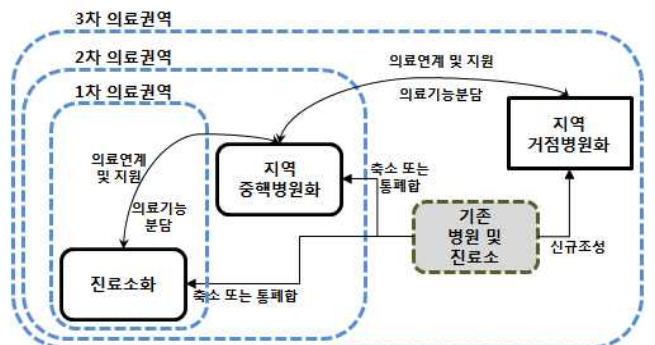 3차 의료권역
2차 의료권역
1차 의료권역
의료연계 및 지원
의료기능분담
지역
거점병원화
지역
중핵병원화
의료연계
및 지원
의료기능
분담
축소 또는
통폐합
기존
병원 및
진료소
신규조성
진료소화
축소 또는 통폐합